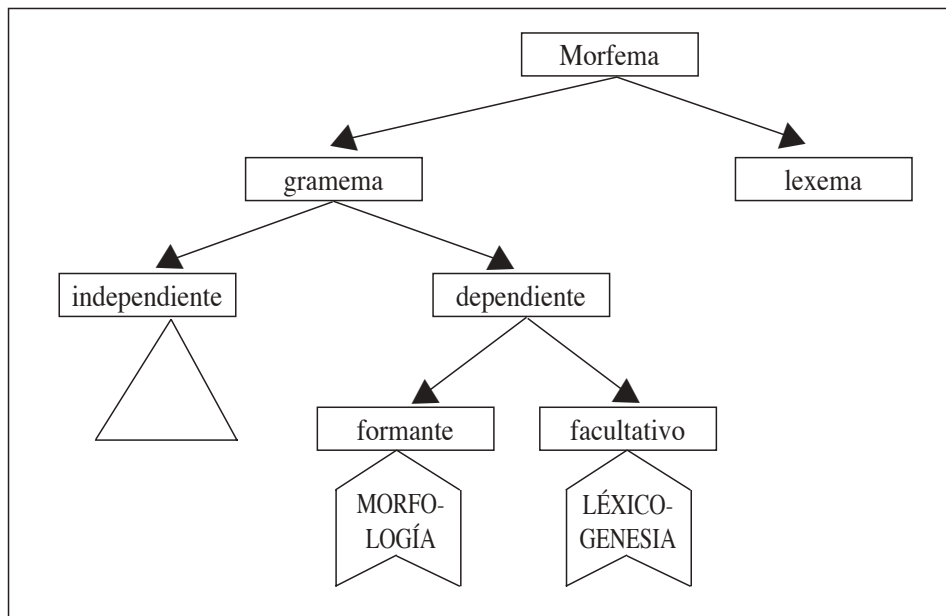 Morfema
gramema
lexema
independiente
dependiente
formante
facultativo
MORFO-
LOGÍA
LÉXICO-
GENESIA